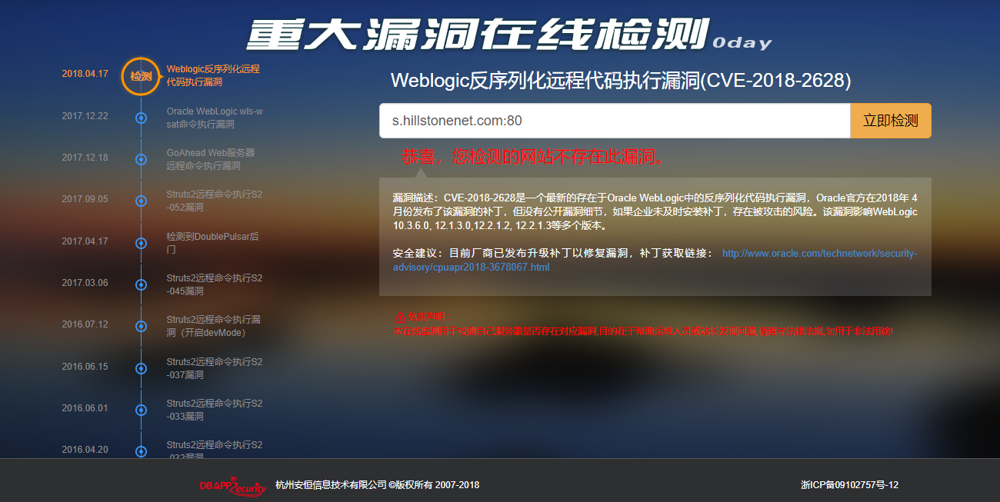 重大漏洞在线检测 0day
2018.04.17
检测
Weblogic反序列化远程
代码执行漏洞
2017.12.22
Oracle WebLogic wls-w
sat命令执行漏洞
2017.12.18
GoAhead Web服务器
远程命令执行漏洞
2017.09.05
Struts2远程命令执行S2
-052漏洞
2017.04.17
检测到DoublePulsar后
门
2017.03.06
Struts2远程命令执行S2
-045漏洞
2016.07.12
Struts2远程命令执行漏
洞（开启devMode）
2016.06.15
Struts2远程命令执行S2
-037漏洞
2016.06.01
Struts2远程命令执行S2
-033漏洞
2016.04.20
Struts2远程命令执行S2
-032漏洞
Weblogic反序列化远程代码执行漏洞(CVE-2018-2628)
s.hillstonenet.com:80
立即检测
恭喜，您检测的网站不存在此漏洞。
漏洞描述：CVE-2018-2628是一个最新的存在于Oracle WebLogic中的反序列化代码执行漏洞，Oracle官方在2018年 4
月份发布了该漏洞的补丁，但没有公开漏洞细节，如果企业未及时安装补丁，存在被攻击的风险。该漏洞影响WebLogic
10.3.6.0, 12.1.3.0,12.2.1.2, 12.2.1.3等多个版本。
安全建议：目前厂商已发布升级补丁以修复漏洞，补丁获取链接： http://www.oracle.com/technetwork/security-
advisory/cpuapr2018-3678067.html
免责声明：
本在线监测用于检测自己服务器是否存在对应漏洞,目的在于帮助运维人员或站长发现问题,请遵守法律法规,勿用于非法用途!
DBAPPSecurity
杭州安恒信息技术有限公司 ©版权所有 2007-2018
浙ICP备09102757号-12